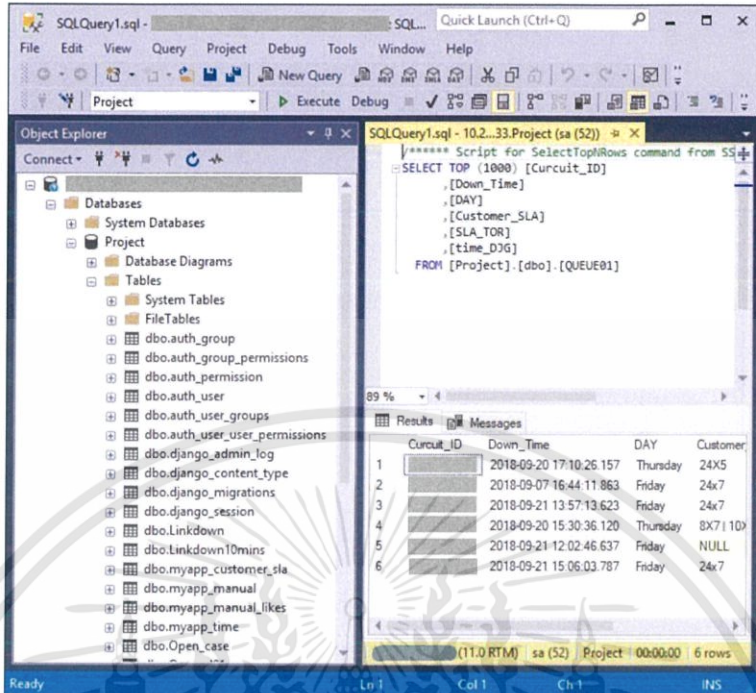 SQLQuery1.sql - : SQL... Quick Launch (Ctrl+Q)
File Edit View Query Project Debug Tools Window Help
New Query
Project Execute Debug
Object Explorer
Connect
Databases
System Databases
Project
Database Diagrams
Tables
System Tables
FileTables
dbo.auth_group
dbo.auth_group_permissions
dbo.auth_permission
dbo.auth_user
dbo.auth_user_groups
dbo.auth_user_user_permissions
dbo.django_admin_log
dbo.django_content_type
dbo.django_migrations
dbo.django_session
dbo.Linkdown
dbo.Linkdown10mins
dbo.myapp_customer_sla
dbo.myapp_manual
dbo.myapp_manual_likes
dbo.myapp_time
dbo.Open_case
SQLQuery1.sql - 10.2...33.Project (sa (52))
/****** Script for SelectTopNRows command from SS
SELECT TOP (1000) [Curcuit_ID]
,[Down_Time]
,[DAY]
,[Customer_SLA]
,[SLA_TOR]
,[time_DJG]
FROM [Project].[dbo].[QUEUE01]
89 %
Results Messages
Curcuit_ID Down_Time DAY Customer_
1 2018-09-20 17:10:26.157 Thursday 24X5
2 2018-09-07 16:44:11.863 Friday 24x7
3 2018-09-21 13:57:13.623 Friday 24x7
4 2018-09-20 15:30:36.120 Thursday 8X7 | 10X
5 2018-09-21 12:02:46.637 Friday NULL
6 2018-09-21 15:06:03.787 Friday 24x7
(11.0 RTM) sa (52) Project 00:00:00 6 rows
Ready Ln 1 Col 1 Ch 1 INS